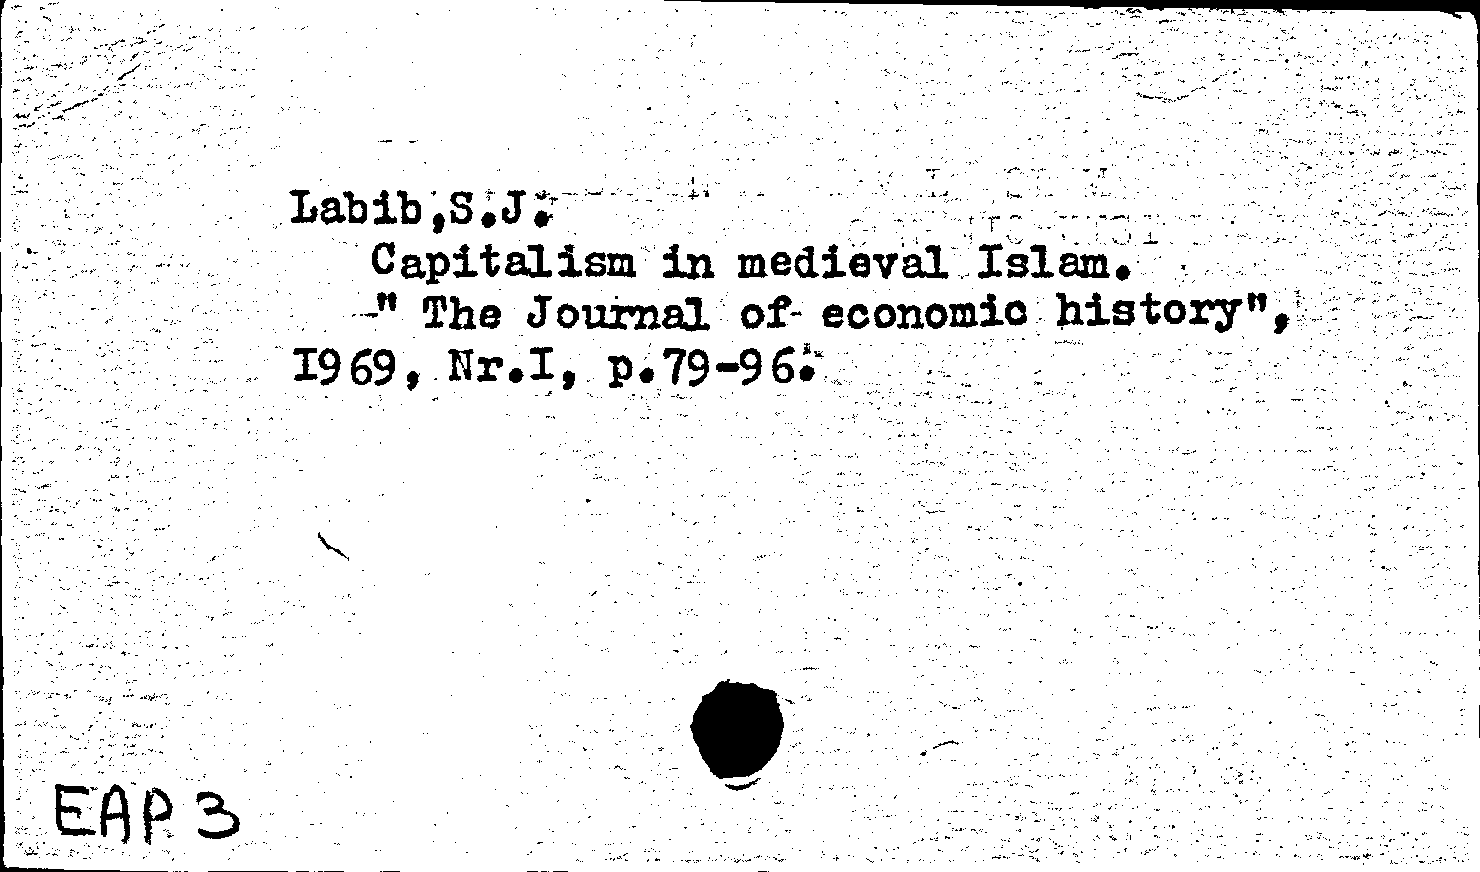 Labib,S.J.
Capitalism in medieval Islam.
-" The Journal of economic history",
I969, Nr.I, p.79-96.
EAP 3